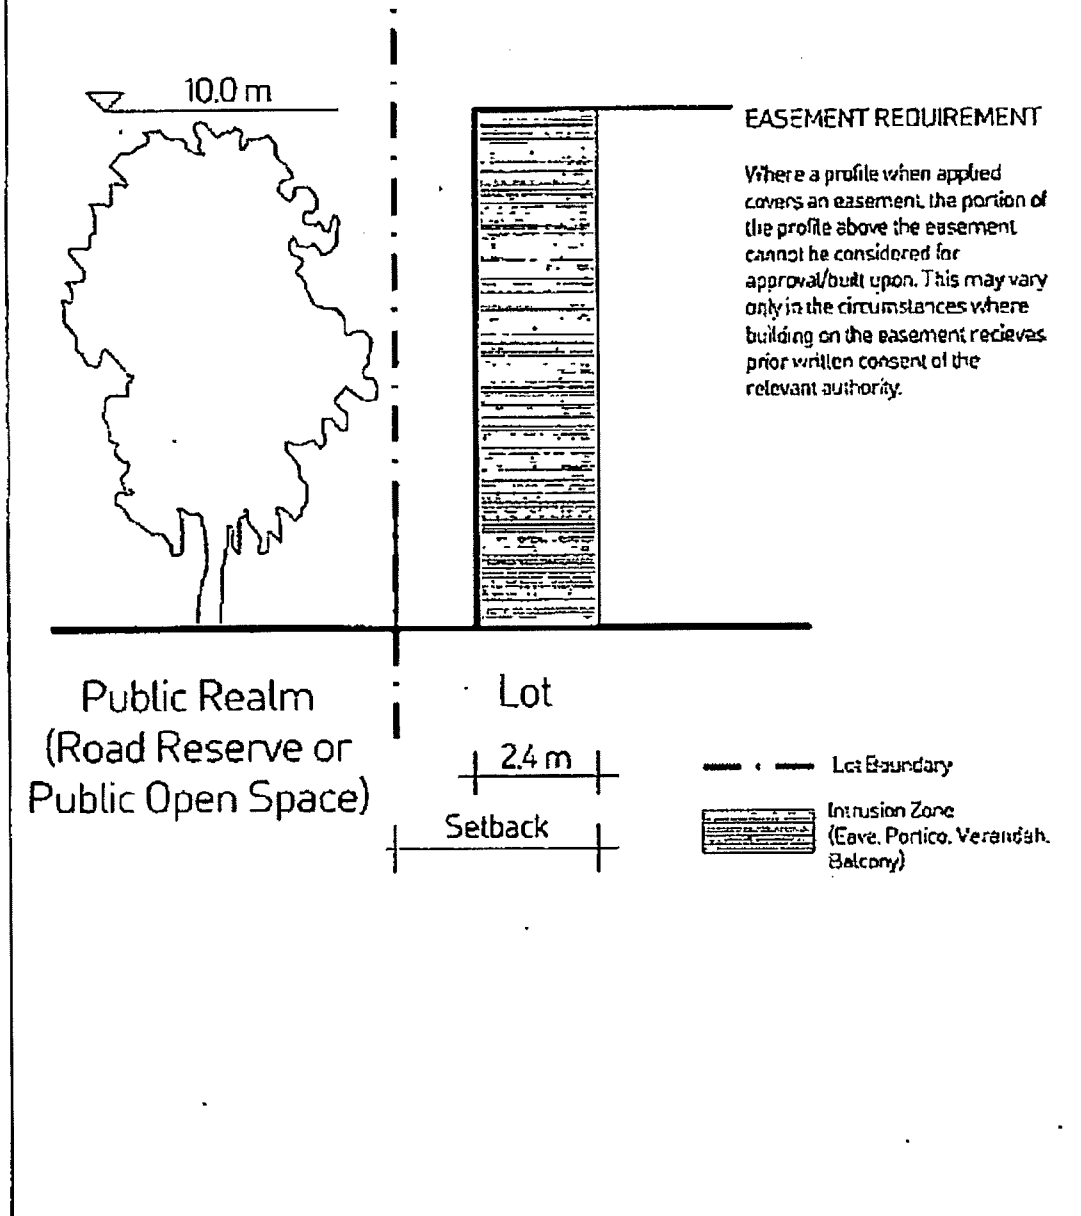 10.0 m
EASEMENT REQUIREMENT
Where a profile when applied
covers an easement, the portion of
the profile above the easement
cannot be considered for
approval/built upon. This may vary
only in the circumstances where
building on the easement recieves
prior written consent of the
relevant authority.
Public Realm
(Road Reserve or
Public Open Space)
Lot
2.4 m
Setback
Lot Boundary
Intrusion Zone
(Eave, Portico, Verandah,
Balcony)